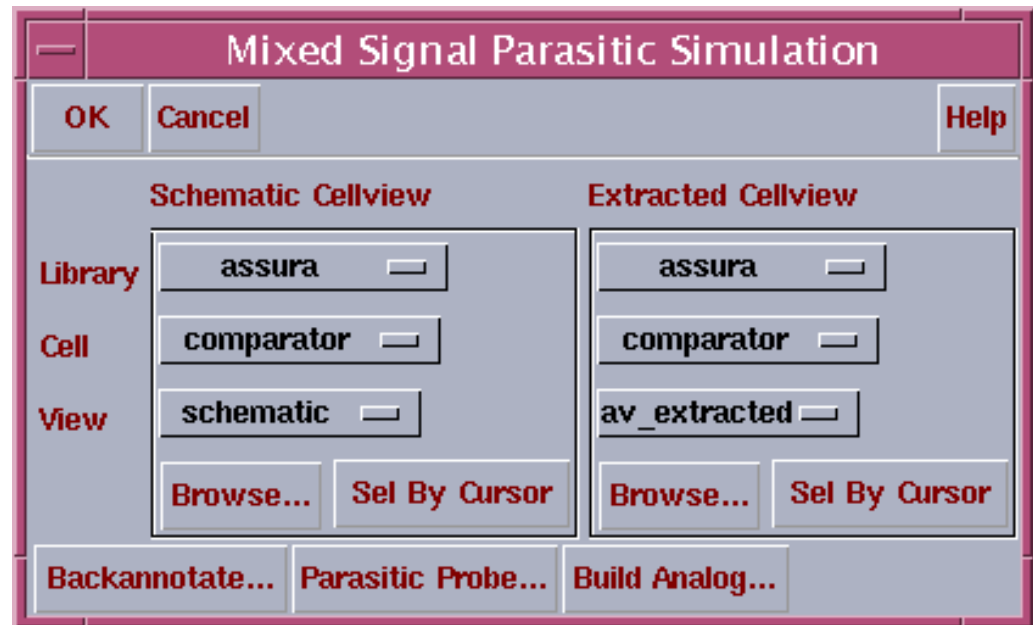 Mixed Signal Parasitic Simulation
OK Cancel Help
Schematic Cellview Extracted Cellview
Library assura assura
Cell comparator comparator
View schematic av_extracted
Browse... Sel By Cursor Browse... Sel By Cursor
Backannotate... Parasitic Probe... Build Analog...